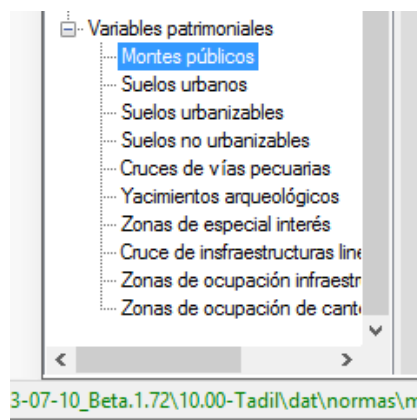 Variables patrimoniales
Montes públicos
Suelos urbanos
Suelos urbanizables
Suelos no urbanizables
Cruces de vías pecuarias
Yacimientos arqueológicos
Zonas de especial interés
Cruce de insfraestructuras line
Zonas de ocupación infraestr
Zonas de ocupación de cant
3-07-10_Beta.1.72\10.00-Tadil\dat\normas\